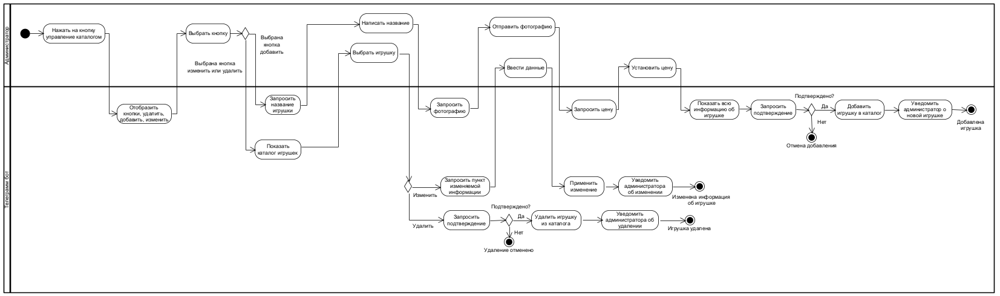 Администратор
Нажать на кнопку
управление каталогом
Выбрать кнопку
Выбрана
кнопка
добавить
Выбрана кнопка
изменить или удалить
Написать название
Выбрать игрушку
Отправить фотографию
Ввести данные
Установить цену
Телеграмм бот
Отобразить
кнопки, удалить,
добавить, изменить
Запросить
название
игрушки
Показать
каталог игрушек
Запросить
фотографию
Запросить цену
Показать всю
информацию об
игрушке
Запросить
подтверждение
Подтверждено?
Да
Нет
Отмена добавления
Добавить
игрушку в каталог
Уведомить
администратора о
новой игрушке
Добавлена
игрушка
Изменить
Запросить пункт
изменяемой
информации
Применить
изменение
Уведомить
администратора
об изменении
Изменена информация
об игрушке
Удалить
Запросить
подтверждение
Подтверждено?
Да
Нет
Удаление отменено
Удалить игрушку
из каталога
Уведомить
администратора об
удалении
Игрушка удалена